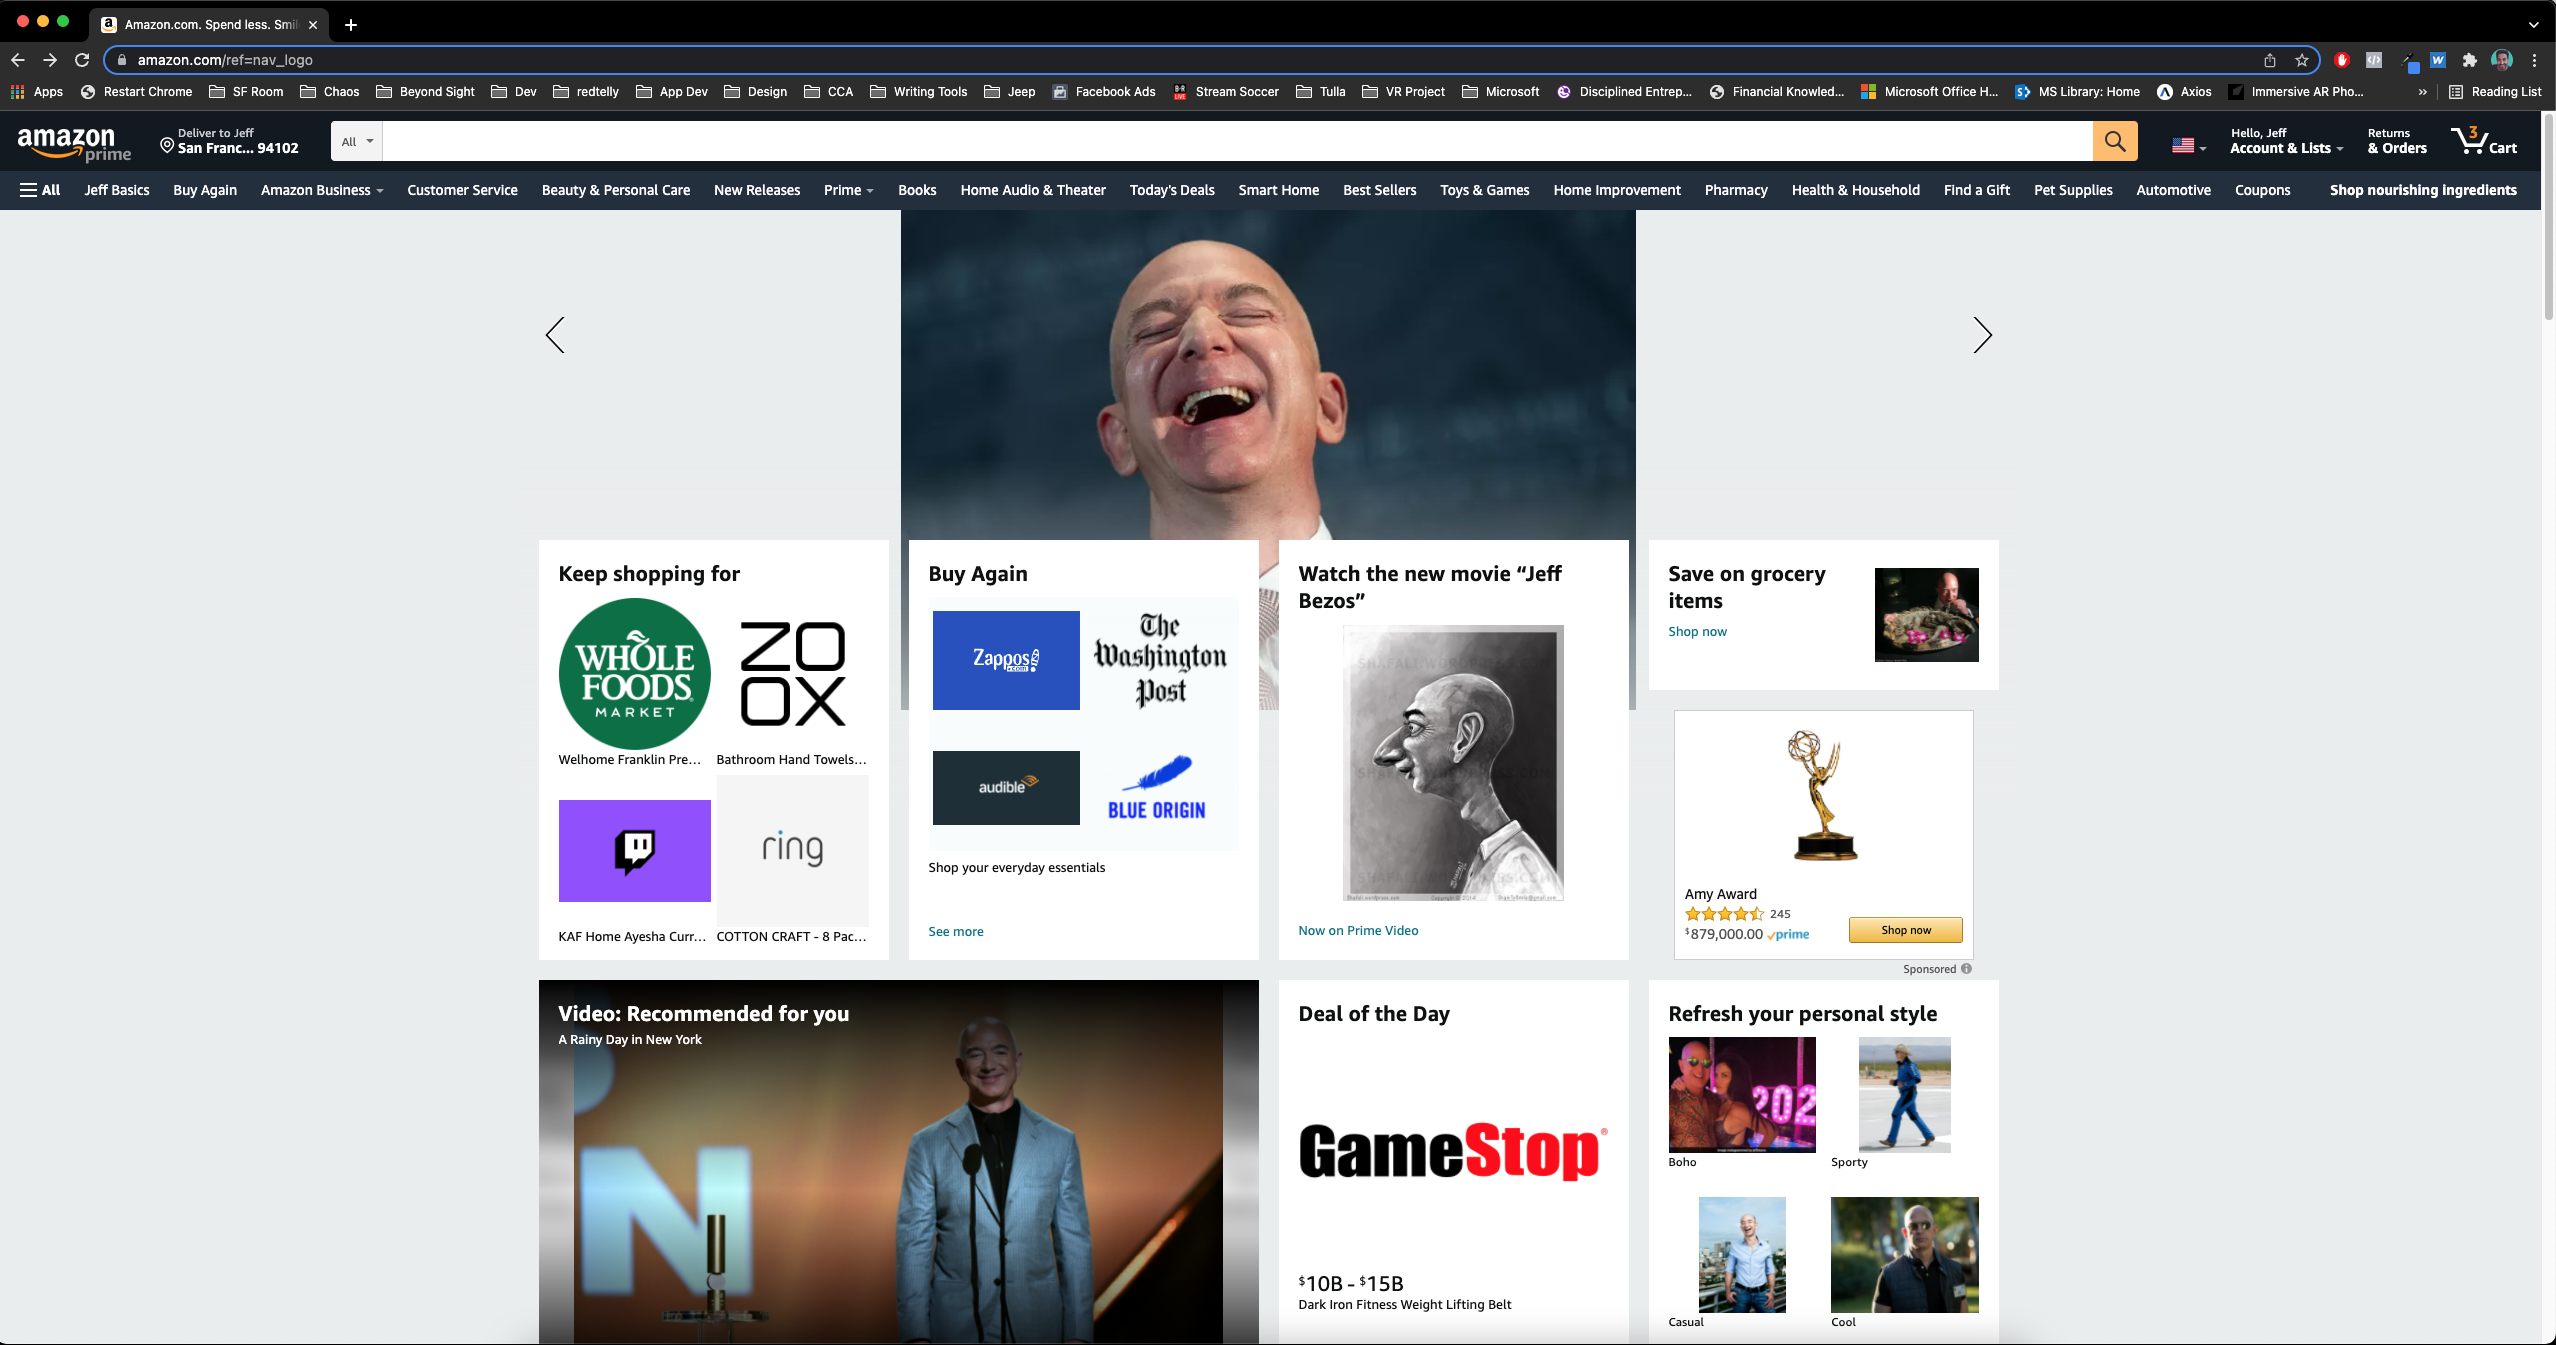 Amazon.com. Spend less. Smil
amazon.com/ref=nav_logo
Apps Restart Chrome SF Room Chaos Beyond Sight Dev redtelly App Dev Design CCA Writing Tools Jeep Facebook Ads Stream Soccer Tulla VR Project Microsoft Disciplined Entrep... Financial Knowled... Microsoft Office H... MS Library: Home Axios Immersive AR Pho... » Reading List
amazon prime
Deliver to Jeff
San Franc... 94102
All
Hello, Jeff
Account & Lists
Returns
& Orders
3
Cart
All Jeff Basics Buy Again Amazon Business Customer Service Beauty & Personal Care New Releases Prime Books Home Audio & Theater Today's Deals Smart Home Best Sellers Toys & Games Home Improvement Pharmacy Health & Household Find a Gift Pet Supplies Automotive Coupons Shop nourishing ingredients
Keep shopping for
WHOLE
FOODS
MARKET
ZO
OX
Welhome Franklin Pre...
Bathroom Hand Towels...
ring
KAF Home Ayesha Curr...
COTTON CRAFT - 8 Pac...
Buy Again
Zappos
.com
The
Washington
Post
audible
BLUE ORIGIN
Shop your everyday essentials
See more
Watch the new movie “Jeff
Bezos”
Now on Prime Video
Save on grocery
items
Shop now
Amy Award
245
$879,000.00 prime
Shop now
Sponsored
Video: Recommended for you
A Rainy Day in New York
N
Deal of the Day
GameStop®
$10B - $15B
Dark Iron Fitness Weight Lifting Belt
Refresh your personal style
202
Boho
Sporty
Casual
Cool